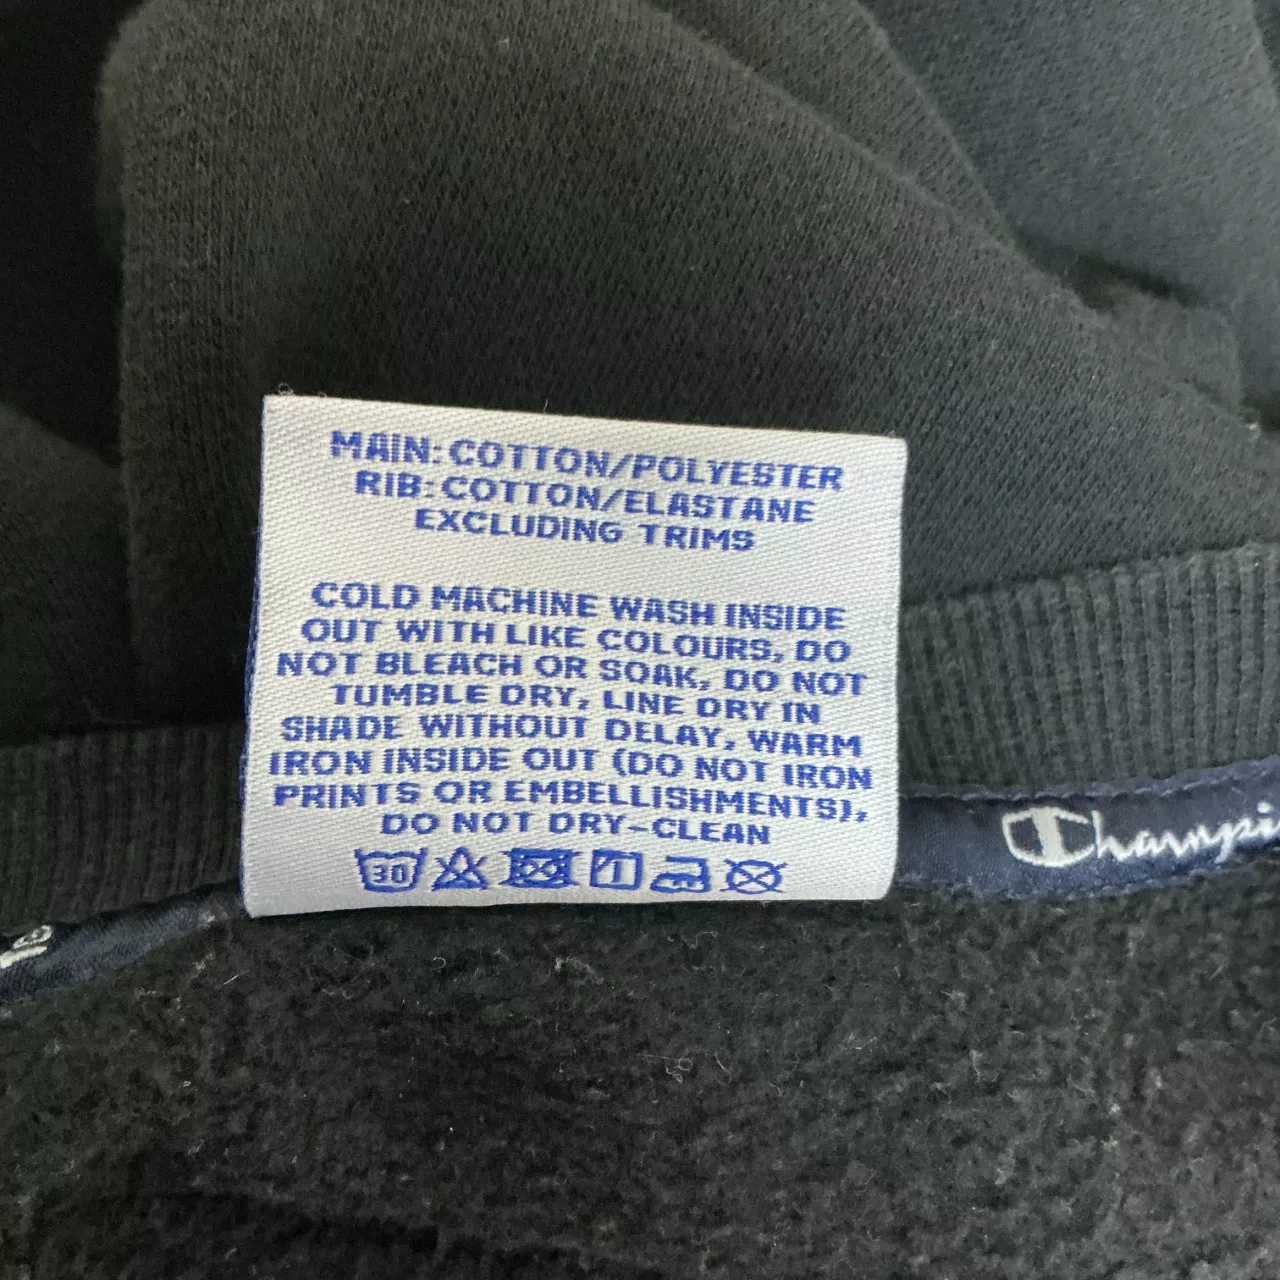 MAIN: COTTON/POLYESTER
RIB: COTTON/ELASTANE
EXCLUDING TRIMS
COLD MACHINE WASH INSIDE
OUT WITH LIKE COLOURS, DO
NOT BLEACH OR SOAK, DO NOT
TUMBLE DRY, LINE DRY IN
SHADE WITHOUT DELAY, WARM
IRON INSIDE OUT (DO NOT IRON
PRINTS OR EMBELLISHMENTS),
DO NOT DRY-CLEAN
30
Champi